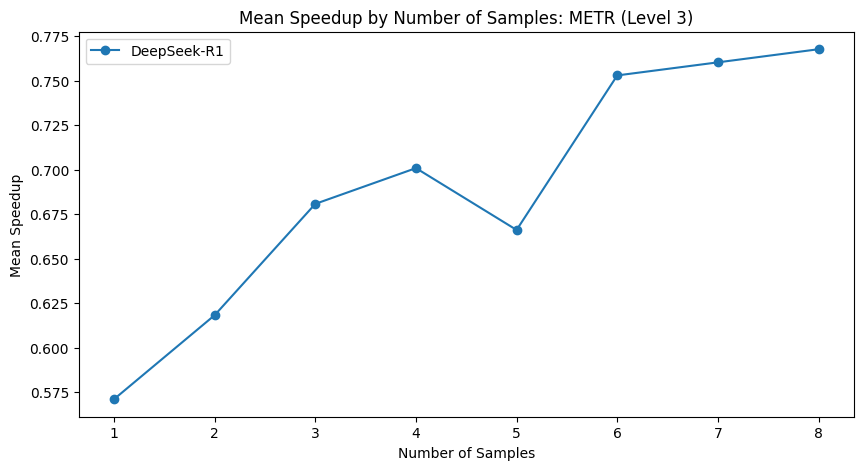 Mean Speedup by Number of Samples: METR (Level 3)
DeepSeek-R1
Mean Speedup
0.775
0.750
0.725
0.700
0.675
0.650
0.625
0.600
0.575
1 2 3 4 5 6 7 8
Number of Samples